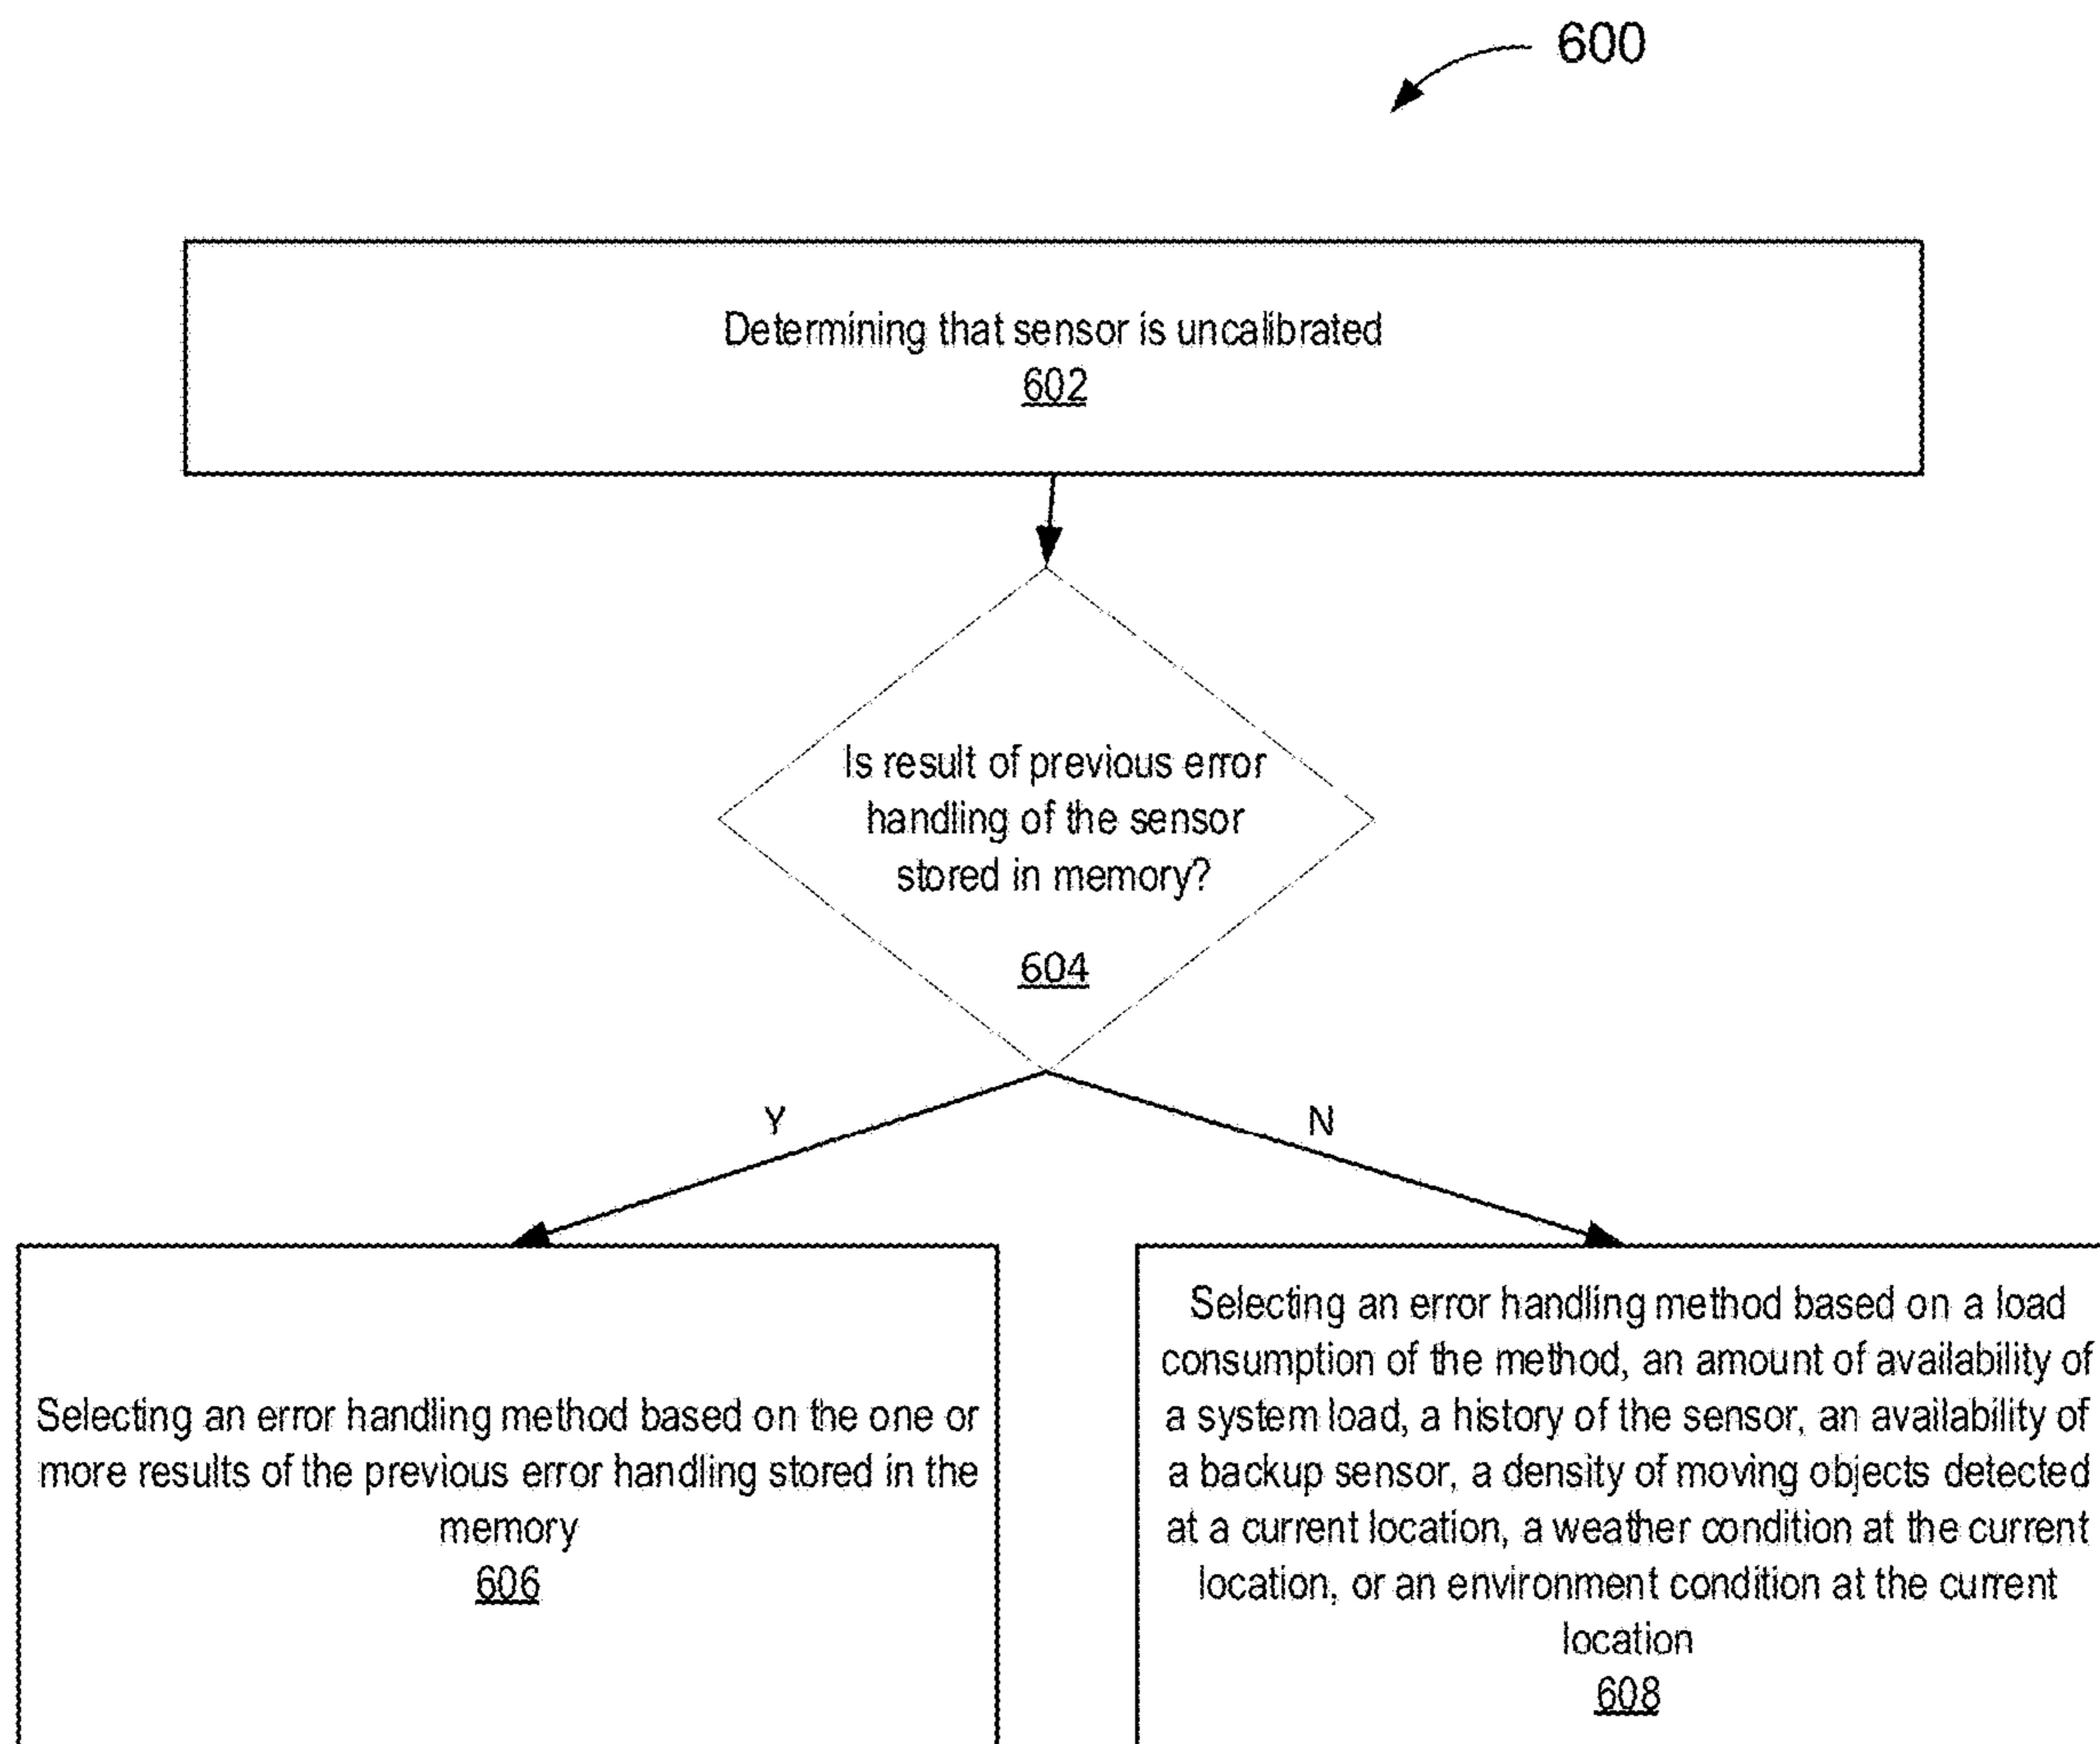 600
Determining that sensor is uncalibrated
602
Is result of previous error
handling of the sensor
stored in memory?
604
Y
N
Selecting an error handling method based on the one or
more results of the previous error handling stored in the
memory
606
Selecting an error handling method based on a load
consumption of the method, an amount of availability of
a system load, a history of the sensor, an availability of
a backup sensor, a density of moving objects detected
at a current location, a weather condition at the current
location, or an environment condition at the current
location
608